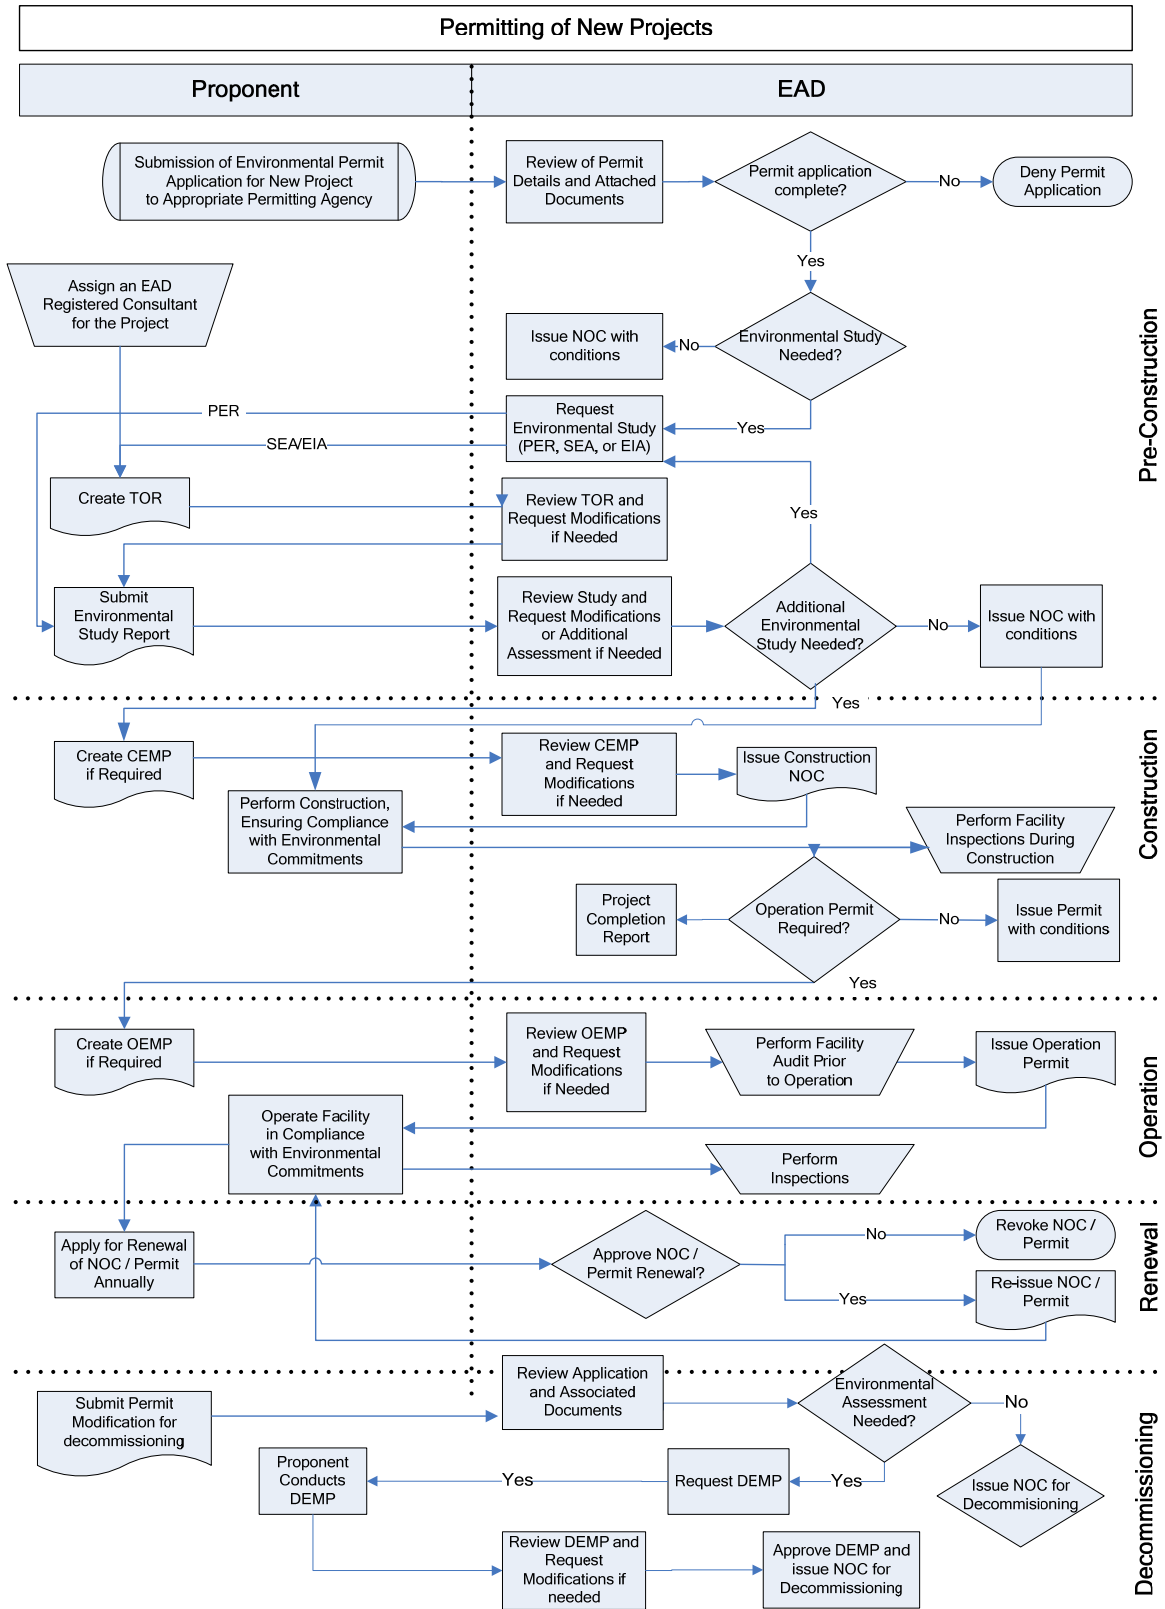 Permitting of New Projects
Proponent
EAD
Submission of Environmental Permit
Application for New Project
to Appropriate Permitting Agency
Review of Permit
Details and Attached
Documents
Permit application
complete?
No
Deny Permit
Application
Yes
Assign an EAD
Registered Consultant
for the Project
Issue NOC with
conditions
No
Environmental Study
Needed?
Pre-Construction
PER
Request
Environmental Study
(PER, SEA, or EIA)
Yes
SEA/EIA
Create TOR
Review TOR and
Request Modifications
if Needed
Yes
Submit
Environmental
Study Report
Review Study and
Request Modifications
or Additional
Assessment if Needed
Additional
Environmental
Study Needed?
No
Issue NOC with
conditions
Yes
Create CEMP
if Required
Review CEMP
and Request
Modifications
if Needed
Issue Construction
NOC
Construction
Perform Construction,
Ensuring Compliance
with Environmental
Commitments
Perform Facility
Inspections During
Construction
Project
Completion
Report
Operation Permit
Required?
No
Issue Permit
with conditions
Yes
Create OEMP
if Required
Review OEMP
and Request
Modifications
if Needed
Perform Facility
Audit Prior
to Operation
Issue Operation
Permit
Operation
Operate Facility
in Compliance
with Environmental
Commitments
Perform
Inspections
Apply for Renewal
of NOC / Permit
Annually
Approve NOC /
Permit Renewal?
No
Revoke NOC /
Permit
Yes
Re-issue NOC /
Permit
Renewal
Submit Permit
Modification for
decommissioning
Review Application
and Associated
Documents
Environmental
Assessment
Needed?
No
Proponent
Conducts
DEMP
Yes
Request DEMP
Yes
Issue NOC for
Decommisioning
Decommissioning
Review DEMP and
Request
Modifications if
needed
Approve DEMP and
issue NOC for
Decommissioning